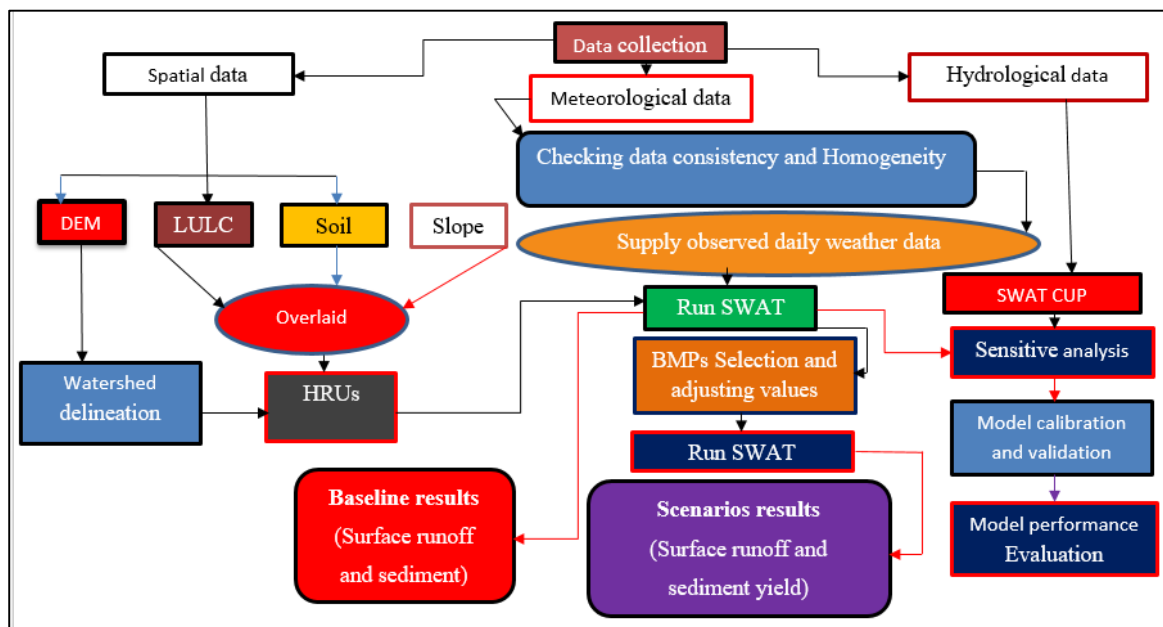 Data collection
Spatial data
Meteorological data
Hydrological data
Checking data consistency and Homogeneity
DEM
LULC
Soil
Slope
Supply observed daily weather data
Overlaid
Run SWAT
SWAT CUP
Sensitive analysis
BMPs Selection and
adjusting values
Watershed
delineation
HRUs
Model calibration
and validation
Run SWAT
Baseline results
(Surface runoff
and sediment)
Scenarios results
(Surface runoff and
sediment yield)
Model performance
Evaluation